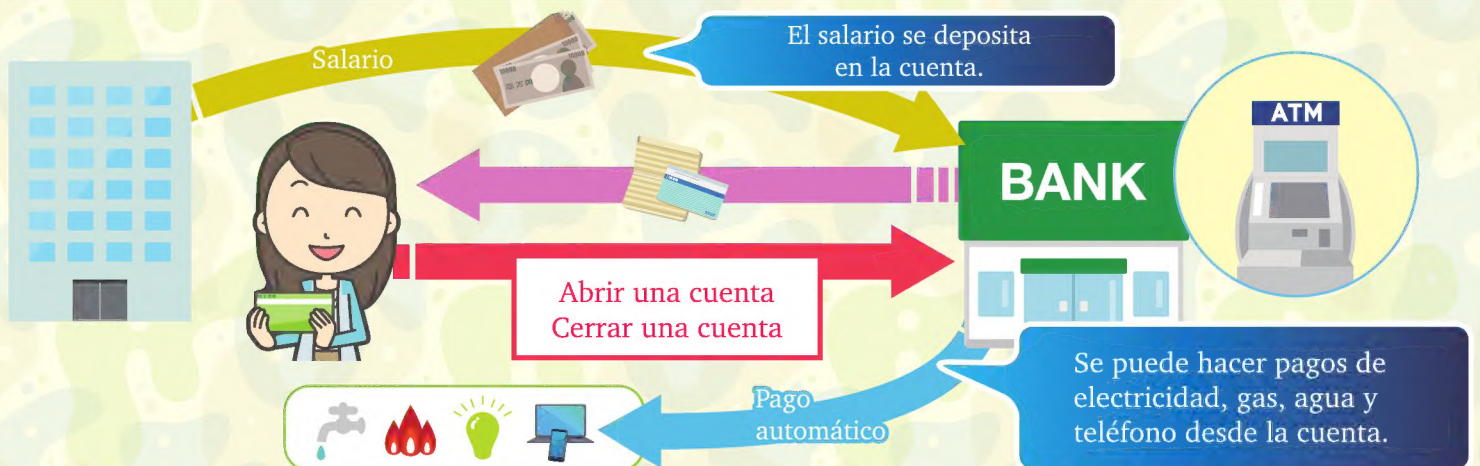 Salario
El salario se deposita
en la cuenta.
ATM
BANK
Abrir una cuenta
Cerrar una cuenta
Pago
automático
Se puede hacer pagos de
electricidad, gas, agua y
teléfono desde la cuenta.